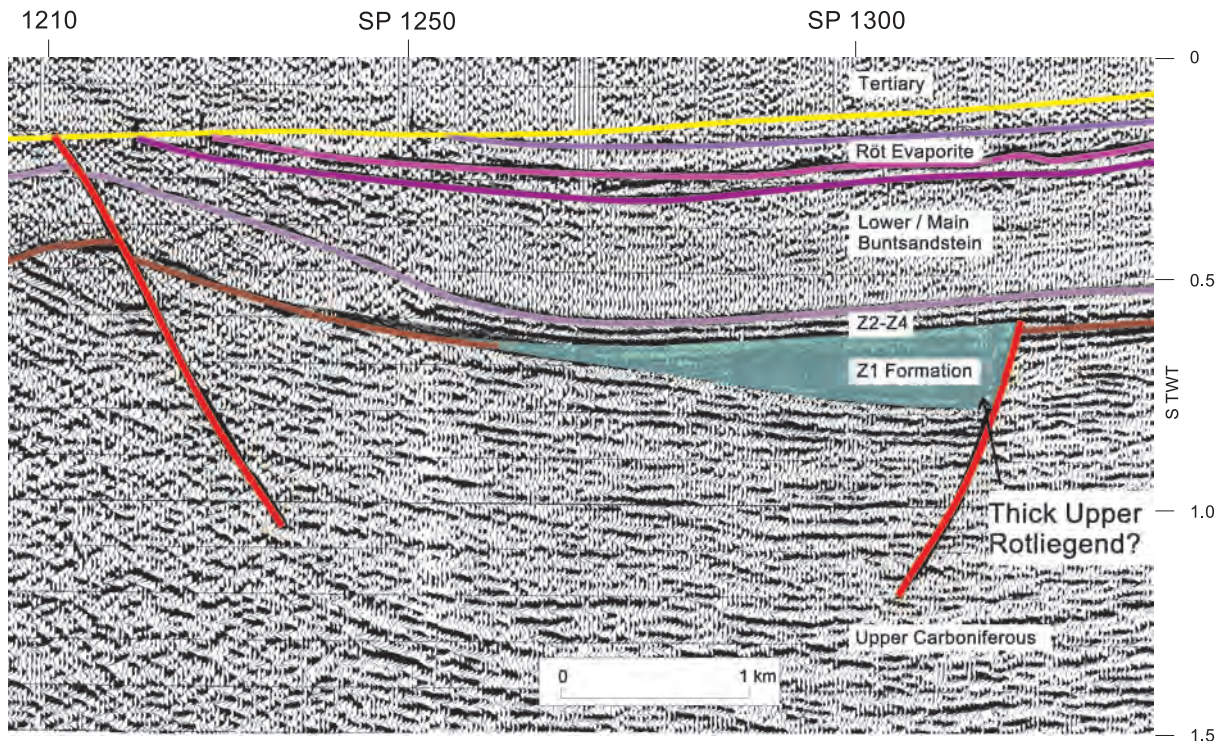 1210
SP 1250
SP 1300
0
Tertiary
Röt Evaporite
Lower / Main
Buntsandstein
0.5
Z2-Z4
Z1 Formation
S TWT
1.0
Thick Upper
Rotliegend?
Upper Carboniferous
0
1 km
1.5